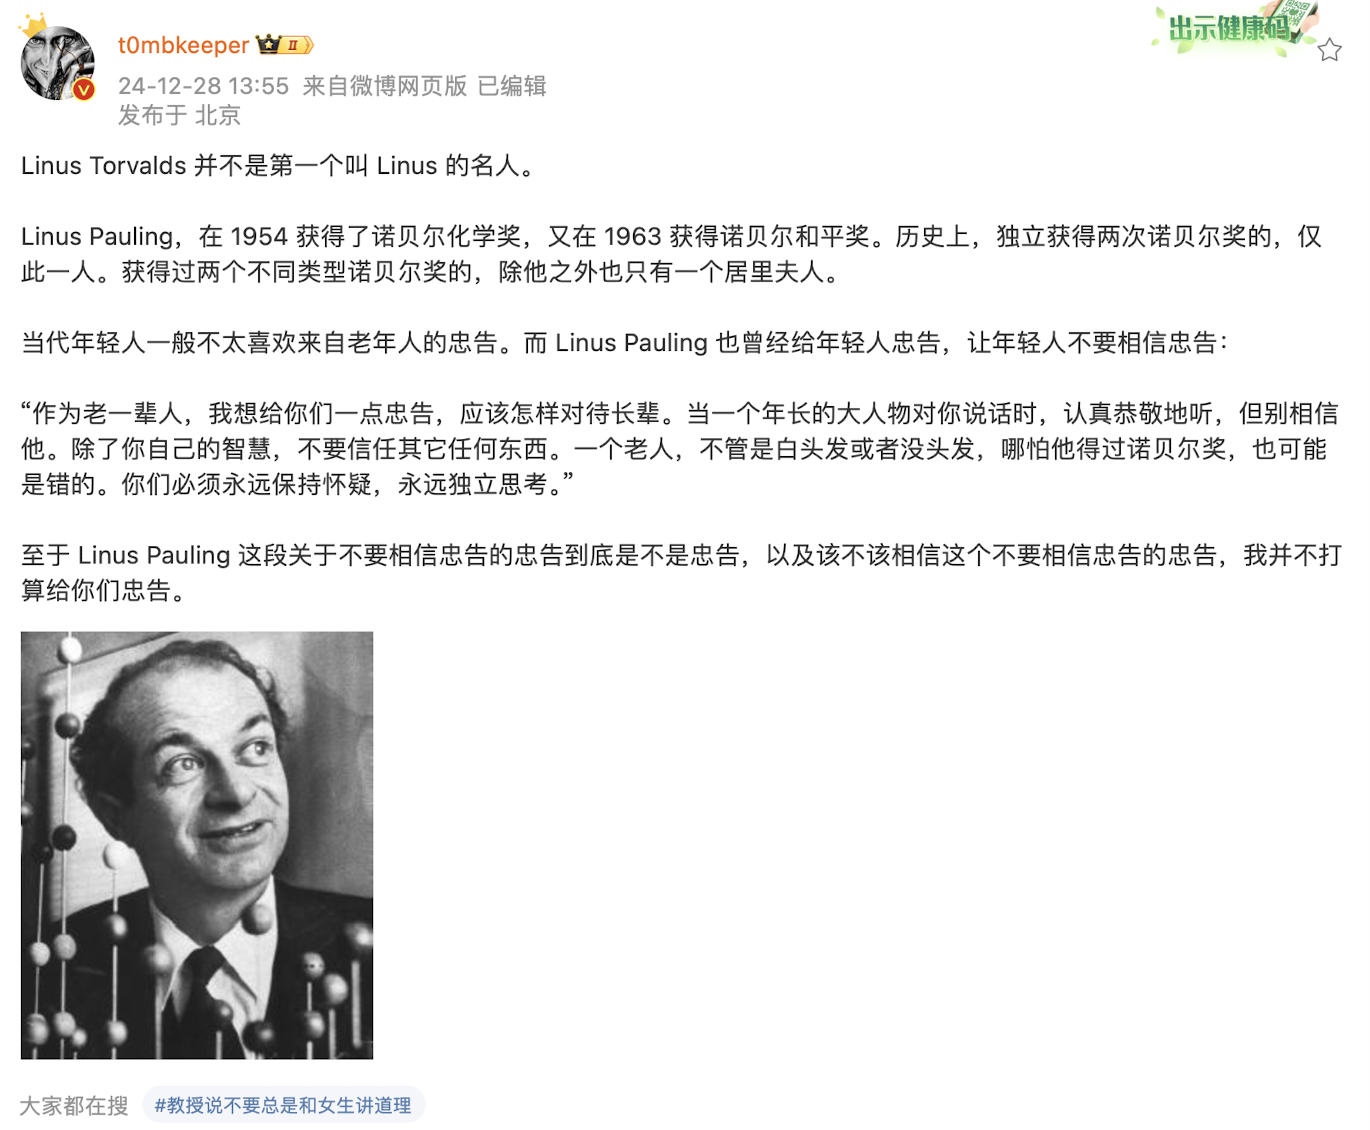 出示健康码
t0mbkeeper II
24-12-28 13:55 来自微博网页版 已编辑
发布于 北京
Linus Torvalds 并不是第一个叫 Linus 的名人。
Linus Pauling，在 1954 获得了诺贝尔化学奖，又在 1963 获得诺贝尔和平奖。历史上，独立获得两次诺贝尔奖的，仅
此一人。获得过两个不同类型诺贝尔奖的，除他之外也只有一个居里夫人。
当代年轻人一般不太喜欢来自老年人的忠告。而 Linus Pauling 也曾经给年轻人忠告，让年轻人不要相信忠告：
“作为老一辈人，我想给你们一点忠告，应该怎样对待长辈。当一个年长的大人物对你说话时，认真恭敬地听，但别相信
他。除了你自己的智慧，不要信任其它任何东西。一个老人，不管是白头发或者没头发，哪怕他得过诺贝尔奖，也可能
是错的。你们必须永远保持怀疑，永远独立思考。”
至于 Linus Pauling 这段关于不要相信忠告的忠告到底是不是忠告，以及该不该相信这个不要相信忠告的忠告，我并不打
算给你们忠告。
大家都在搜 #教授说不要总是和女生讲道理